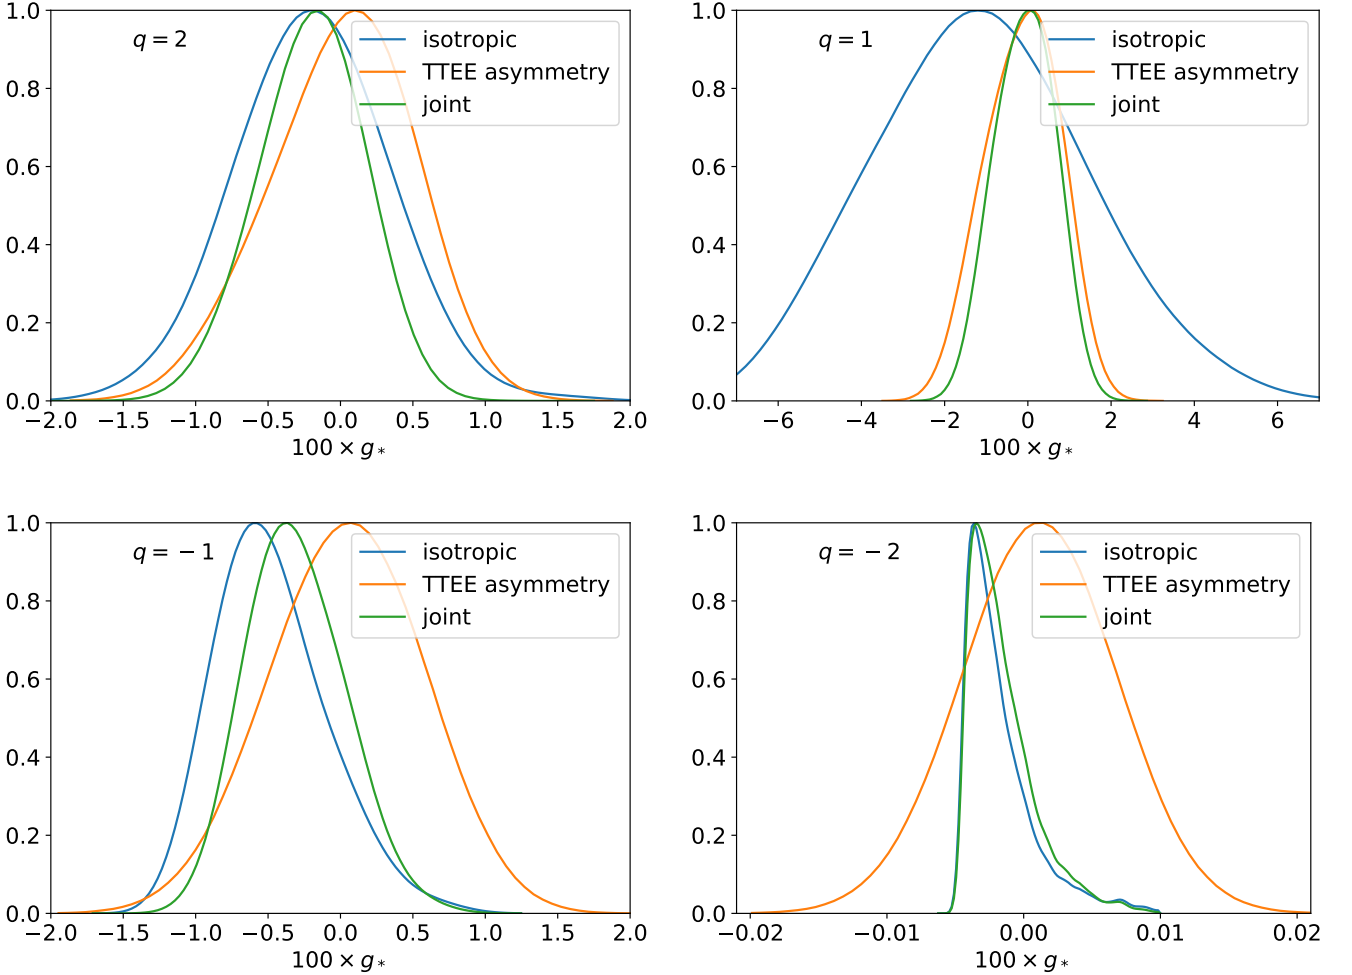 1.0
0.8
0.6
0.4
0.2
0.0
q = 2
isotropic
TTEE asymmetry
joint
−2.0 −1.5 −1.0 −0.5 0.0 0.5 1.0 1.5 2.0
100 × g*
1.0
0.8
0.6
0.4
0.2
0.0
q = 1
isotropic
TTEE asymmetry
joint
−6 −4 −2 0 2 4 6
100 × g*
1.0
0.8
0.6
0.4
0.2
0.0
q = −1
isotropic
TTEE asymmetry
joint
−2.0 −1.5 −1.0 −0.5 0.0 0.5 1.0 1.5 2.0
100 × g*
1.0
0.8
0.6
0.4
0.2
0.0
q = −2
isotropic
TTEE asymmetry
joint
−0.02 −0.01 0.00 0.01 0.02
100 × g*